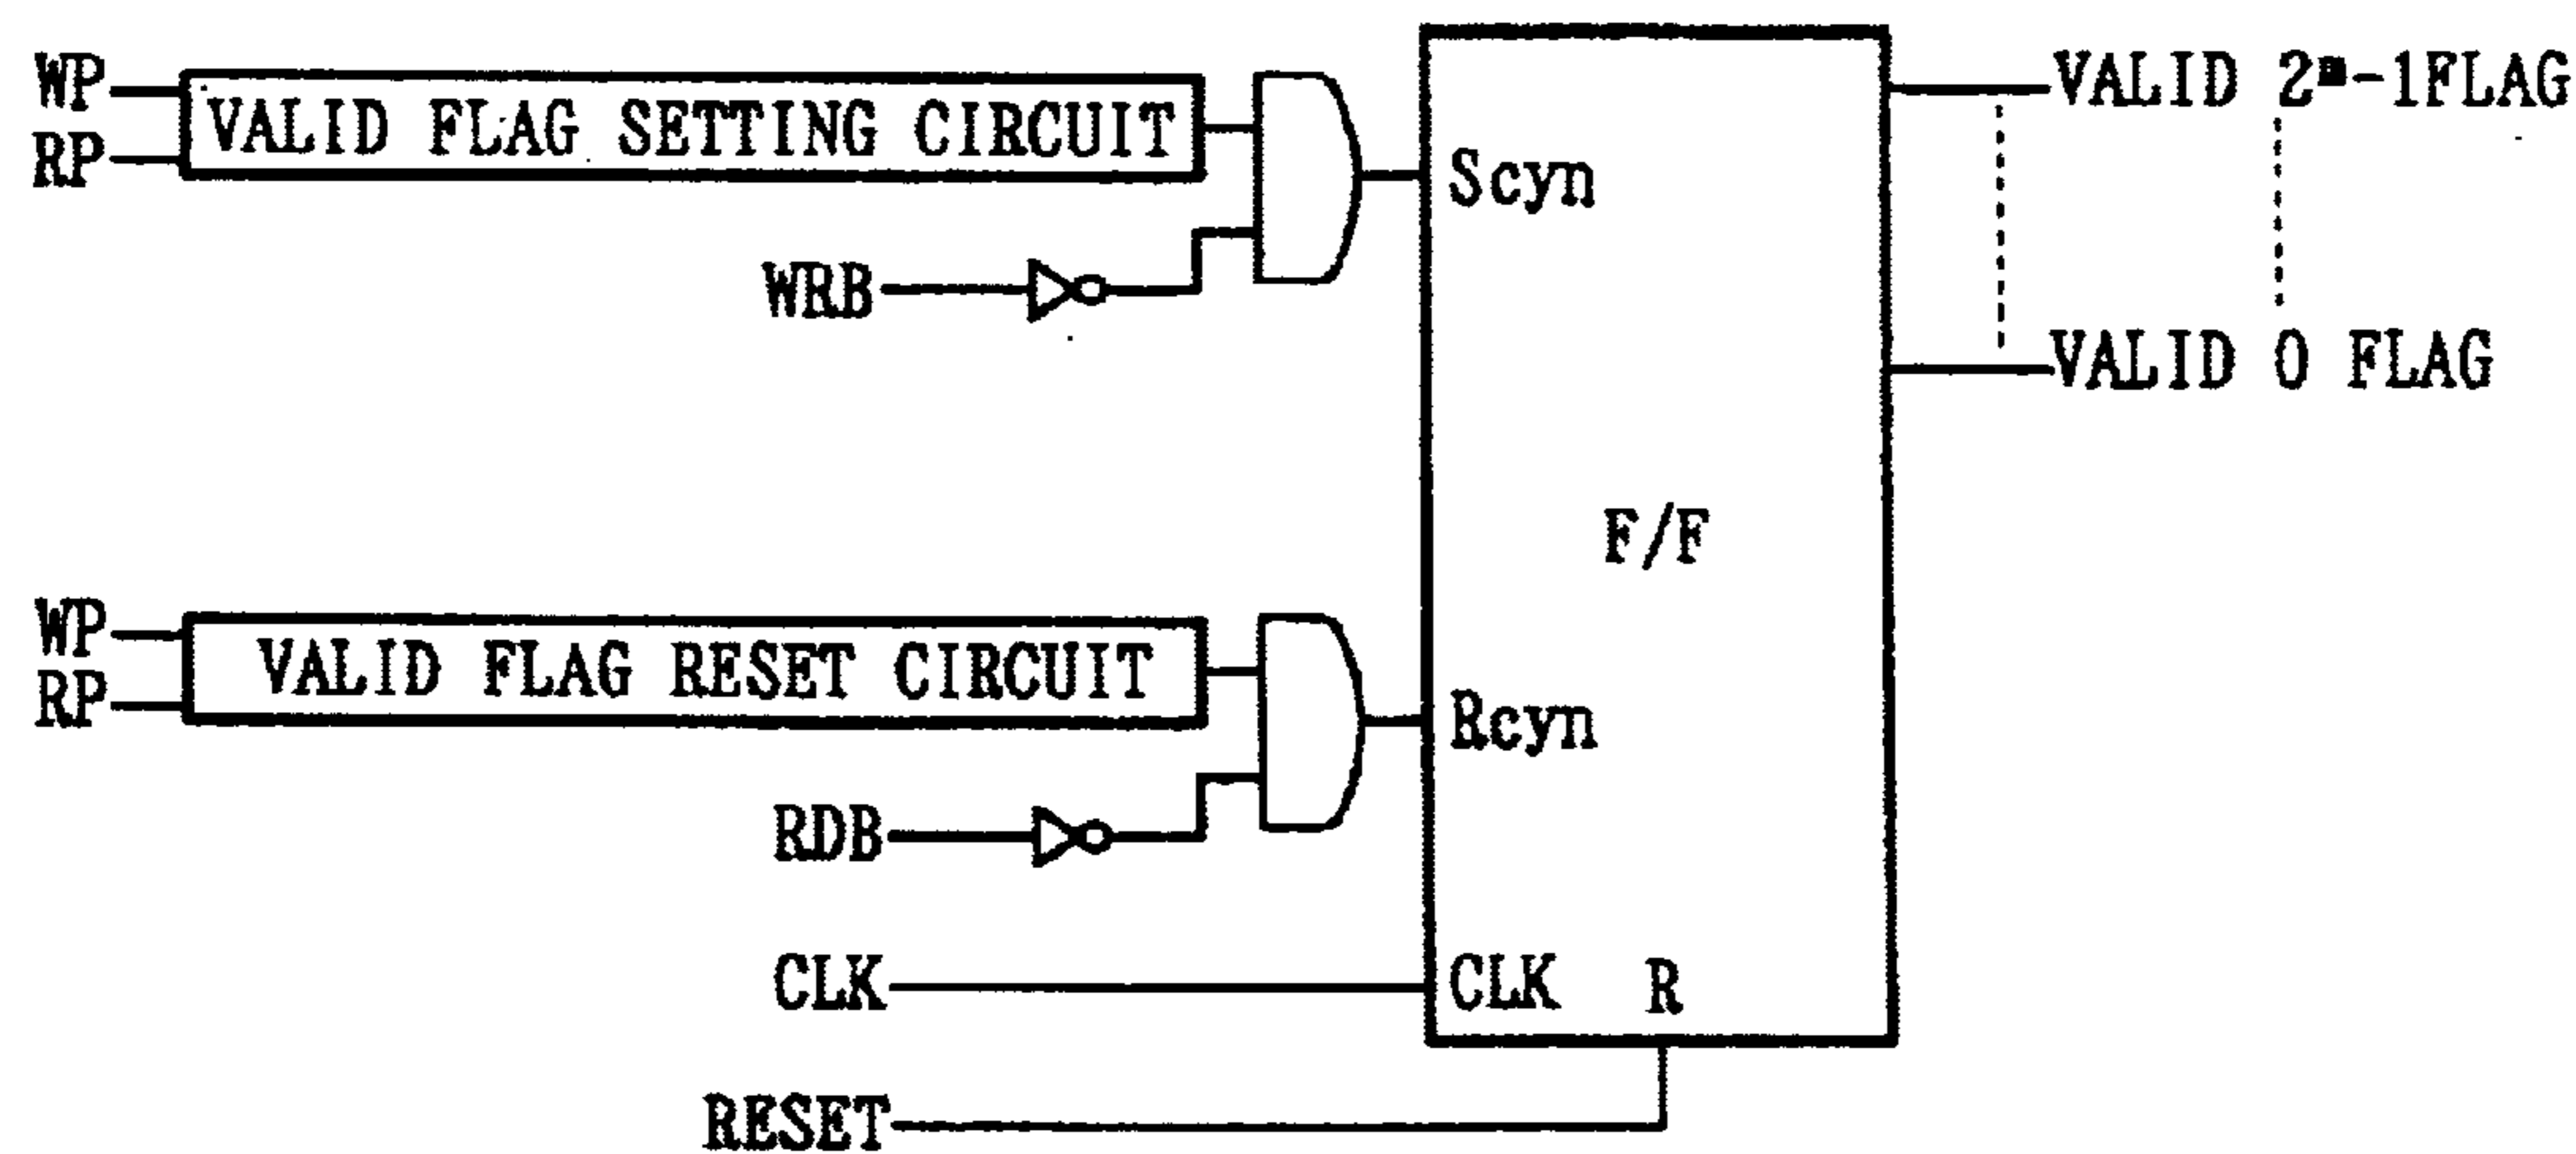 WP
RP
VALID FLAG SETTING CIRCUIT
WRB
Scyn
VALID 2ᵐ-1FLAG
VALID 0 FLAG
F/F
WP
RP
VALID FLAG RESET CIRCUIT
RDB
Rcyn
CLK
CLK
R
RESET